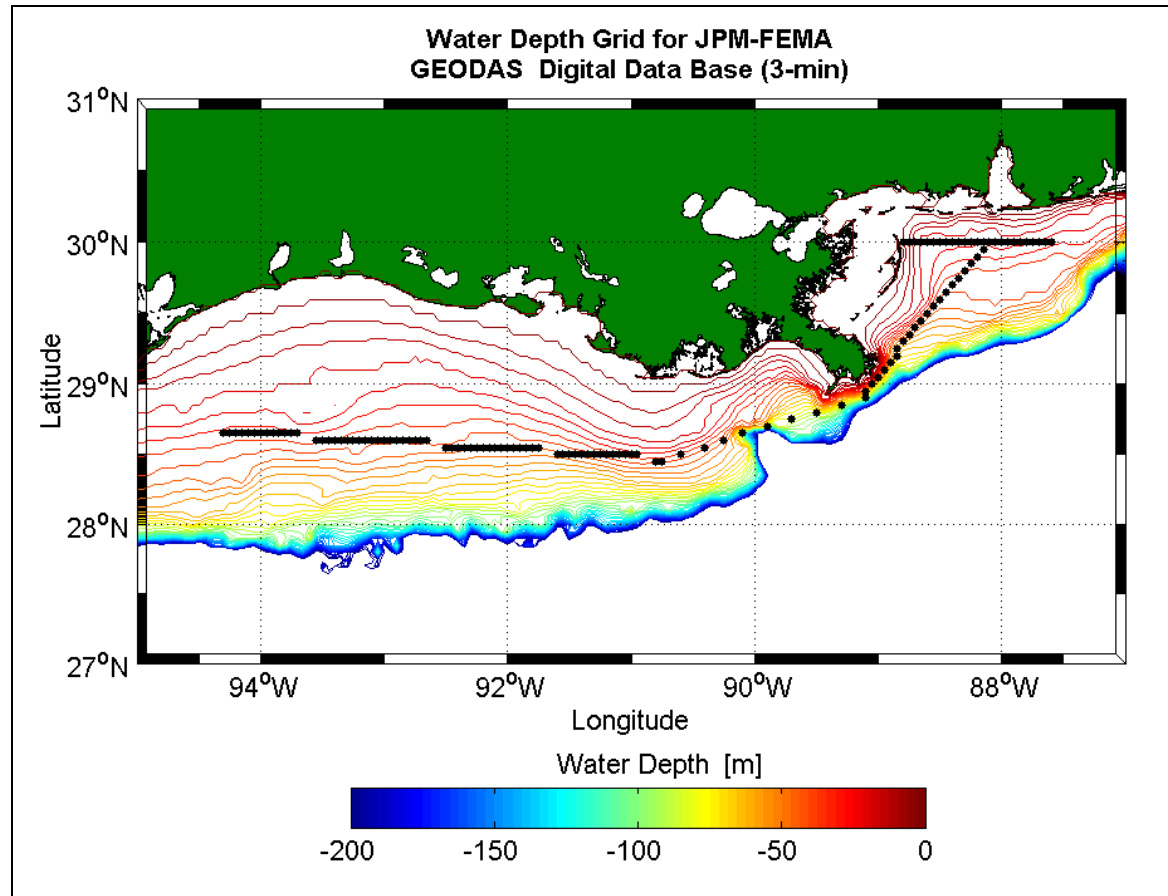 Water Depth Grid for JPM-FEMA
GEODAS  Digital Data Base (3-min)
31°N
30°N
29°N
28°N
27°N
Latitude
94°W
92°W
90°W
88°W
Longitude
Water Depth  [m]
-200
-150
-100
-50
0